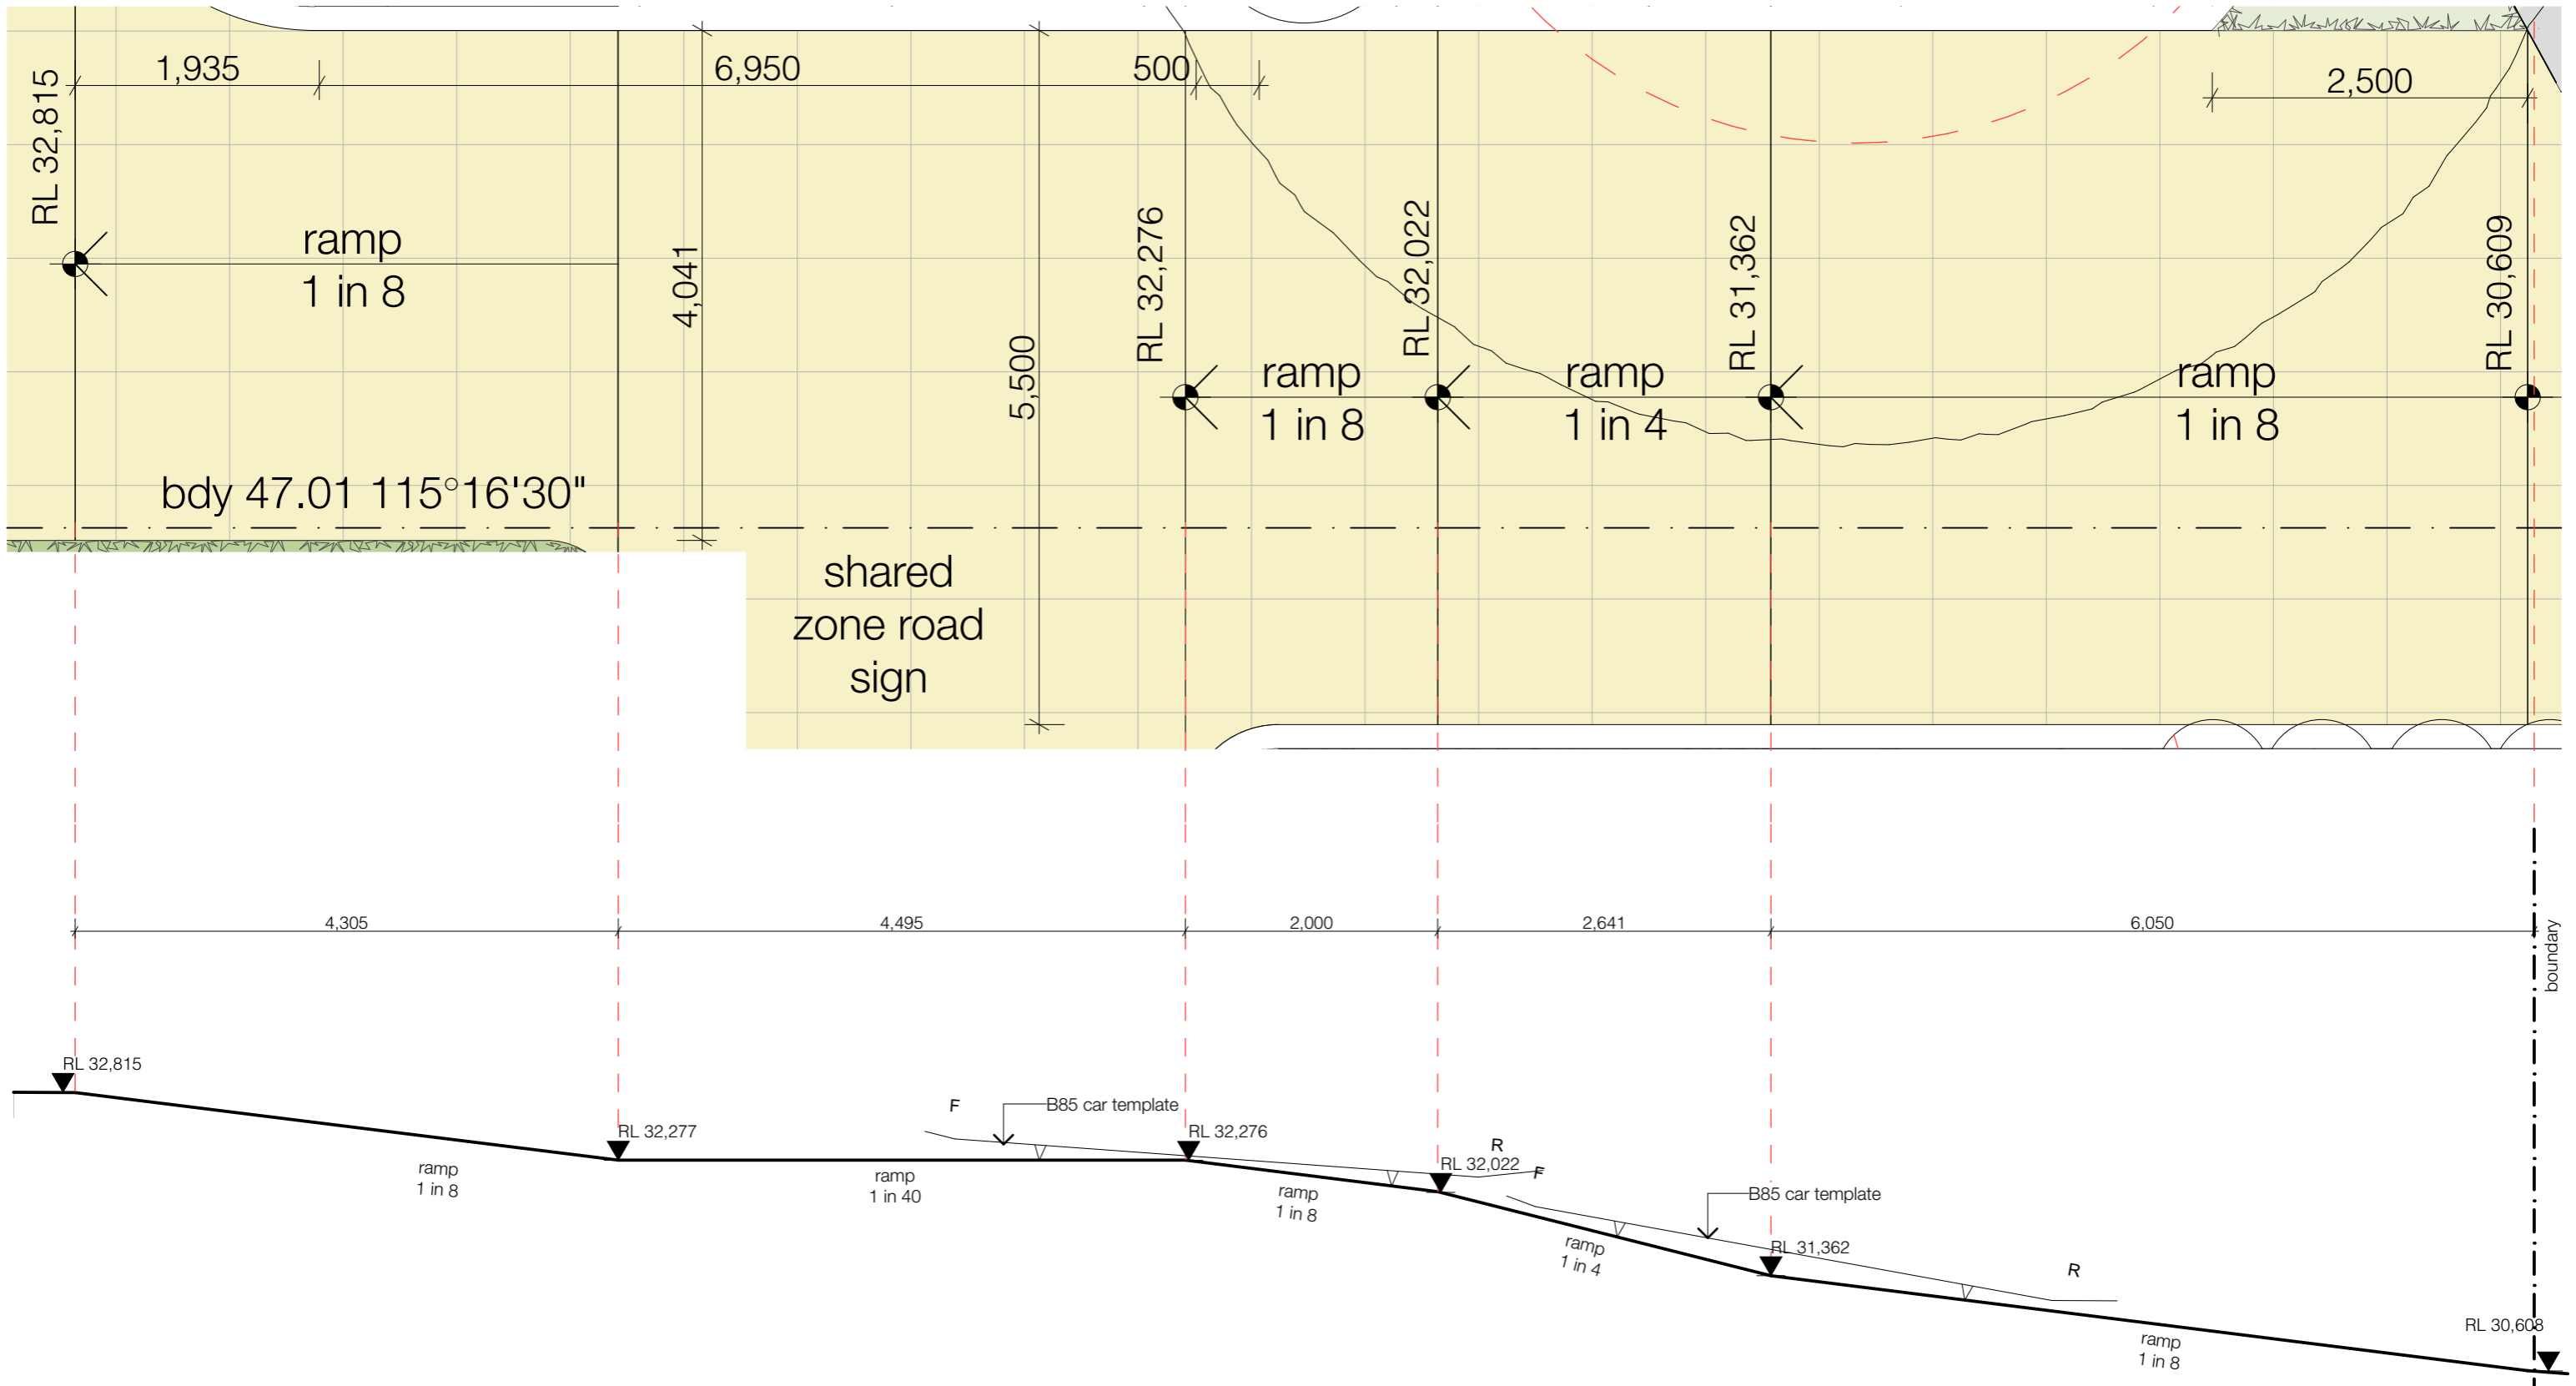 1,935
6,950
500
2,500
RL 32,815
RL 32,276
RL 32,022
RL 31,362
RL 30,609
4,041
5,500
ramp
1 in 8
ramp
1 in 8
ramp
1 in 4
ramp
1 in 8
bdy 47.01 115°16'30"
shared
zone road
sign
4,305
4,495
2,000
2,641
6,050
boundary
RL 32,815
RL 32,277
F
B85 car template
RL 32,276
R
RL 32,022
F
B85 car template
RL 31,362
R
RL 30,608
ramp
1 in 8
ramp
1 in 40
ramp
1 in 8
ramp
1 in 4
ramp
1 in 8